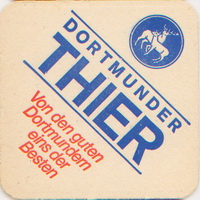 DORTMUNDER
THIER
Von den guten
Dortmundern
eins der
Besten